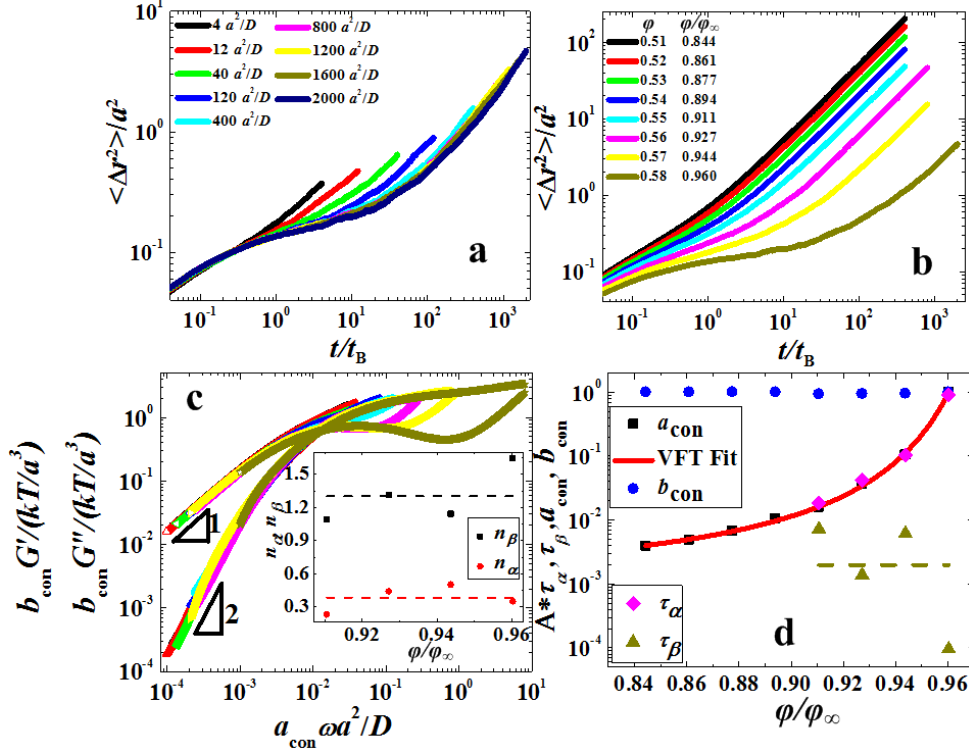 <Δr²>/a²
10¹
10⁰
10⁻¹
4 a²/D
12 a²/D
40 a²/D
120 a²/D
400 a²/D
800 a²/D
1200 a²/D
1600 a²/D
2000 a²/D
a
10⁻¹ 10⁰ 10¹ 10² 10³
t/t_B
<Δr²>/a²
10²
10¹
10⁰
10⁻¹
φ φ/φ∞
0.51 0.844
0.52 0.861
0.53 0.877
0.54 0.894
0.55 0.911
0.56 0.927
0.57 0.944
0.58 0.960
b
10⁻¹ 10⁰ 10¹ 10² 10³
t/t_B
b_con G'/(kT/a³)
b_con G''/(kT/a³)
10⁰
10⁻¹
10⁻²
10⁻³
10⁻⁴
c
1
2
n_α n_β
1.5
1.2
0.9
0.6
0.3
n_β
n_α
0.92 0.94 0.96
φ/φ∞
10⁻⁴ 10⁻³ 10⁻² 10⁻¹ 10⁰ 10¹
a_con ωa²/D
A*τ_α, τ_β, a_con, b_con
10⁰
10⁻¹
10⁻²
10⁻³
10⁻⁴
a_con
VFT Fit
b_con
τ_α
τ_β
d
0.84 0.86 0.88 0.90 0.92 0.94 0.96
φ/φ∞